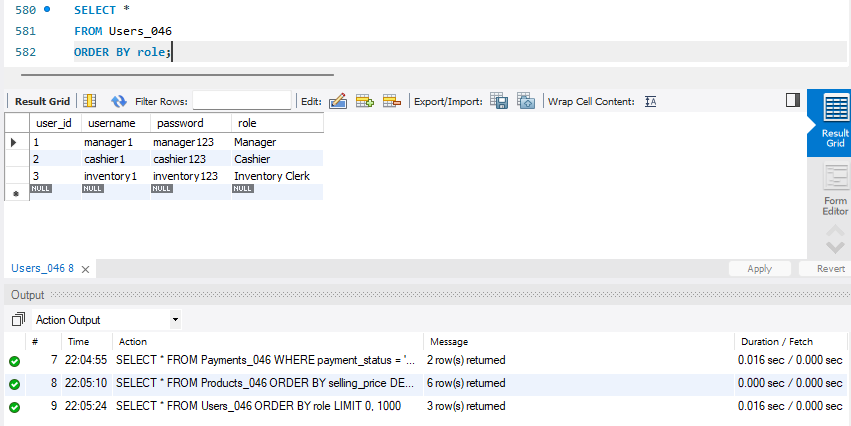 580 SELECT *
581 FROM Users_046
582 ORDER BY role;
Result Grid Filter Rows: Edit: Export/Import: Wrap Cell Content:
user_id username password role
1 manager1 manager123 Manager
2 cashier1 cashier123 Cashier
3 inventory1 inventory123 Inventory Clerk
NULL NULL NULL NULL
Result
Grid
Form
Editor
Users_046 8 Apply Revert
Output
Action Output
# Time Action Message Duration / Fetch
7 22:04:55 SELECT * FROM Payments_046 WHERE payment_status = '... 2 row(s) returned 0.016 sec / 0.000 sec
8 22:05:10 SELECT * FROM Products_046 ORDER BY selling_price DE... 6 row(s) returned 0.000 sec / 0.000 sec
9 22:05:24 SELECT * FROM Users_046 ORDER BY role LIMIT 0, 1000 3 row(s) returned 0.016 sec / 0.000 sec